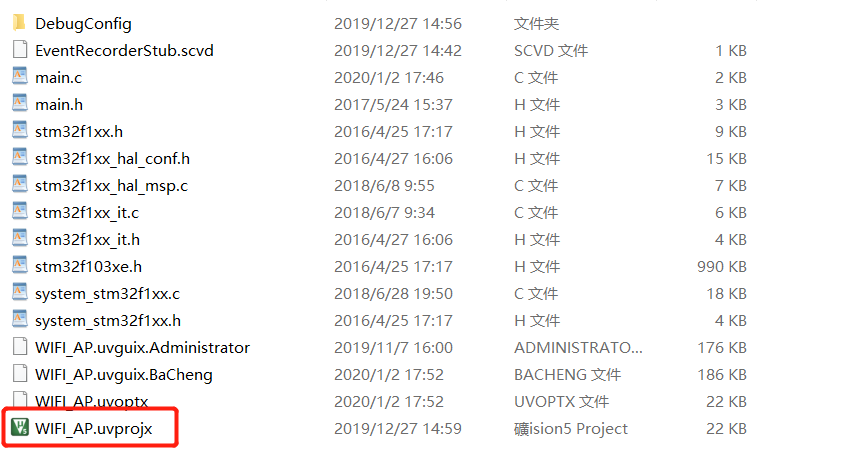 DebugConfig 2019/12/27 14:56 文件夹
EventRecorderStub.scvd 2019/12/27 14:42 SCVD 文件 1 KB
main.c 2020/1/2 17:46 C 文件 2 KB
main.h 2017/5/24 15:37 H 文件 3 KB
stm32f1xx.h 2016/4/25 17:17 H 文件 9 KB
stm32f1xx_hal_conf.h 2016/4/27 16:06 H 文件 15 KB
stm32f1xx_hal_msp.c 2018/6/8 9:55 C 文件 7 KB
stm32f1xx_it.c 2018/6/7 9:34 C 文件 6 KB
stm32f1xx_it.h 2016/4/27 16:06 H 文件 4 KB
stm32f103xe.h 2016/4/25 17:17 H 文件 990 KB
system_stm32f1xx.c 2018/6/28 19:50 C 文件 18 KB
system_stm32f1xx.h 2016/4/25 17:17 H 文件 4 KB
WIFI_AP.uvguix.Administrator 2019/11/7 16:00 ADMINISTRATO... 176 KB
WIFI_AP.uvguix.BaCheng 2020/1/2 17:52 BACHENG 文件 186 KB
WIFI_AP.uvoptx 2020/1/2 17:52 UVOPTX 文件 22 KB
WIFI_AP.uvprojx 2019/12/27 14:59 礦ision5 Project 22 KB